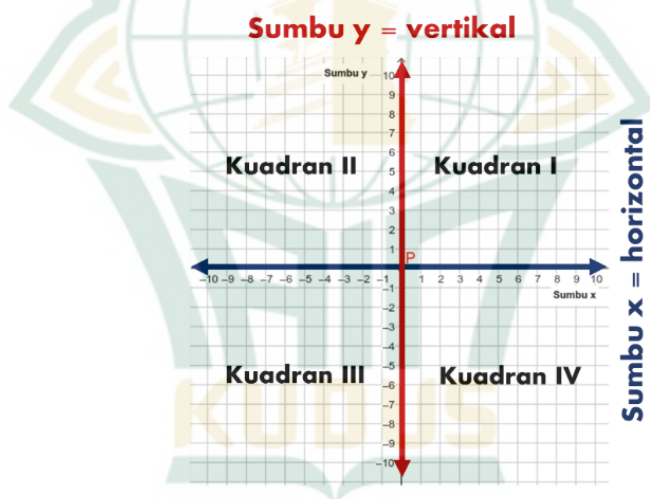 Sumbu y = vertikal
Sumbu y
10
9
8
7
6
5
4
3
2
1
Kuadran II
Kuadran I
P
–10 –9 –8 –7 –6 –5 –4 –3 –2 –1 1 2 3 4 5 6 7 8 9 10
Sumbu x
–1
–2
–3
–4
–5
–6
–7
–8
–9
–10
Kuadran III
Kuadran IV
Sumbu x = horizontal
KUDUS